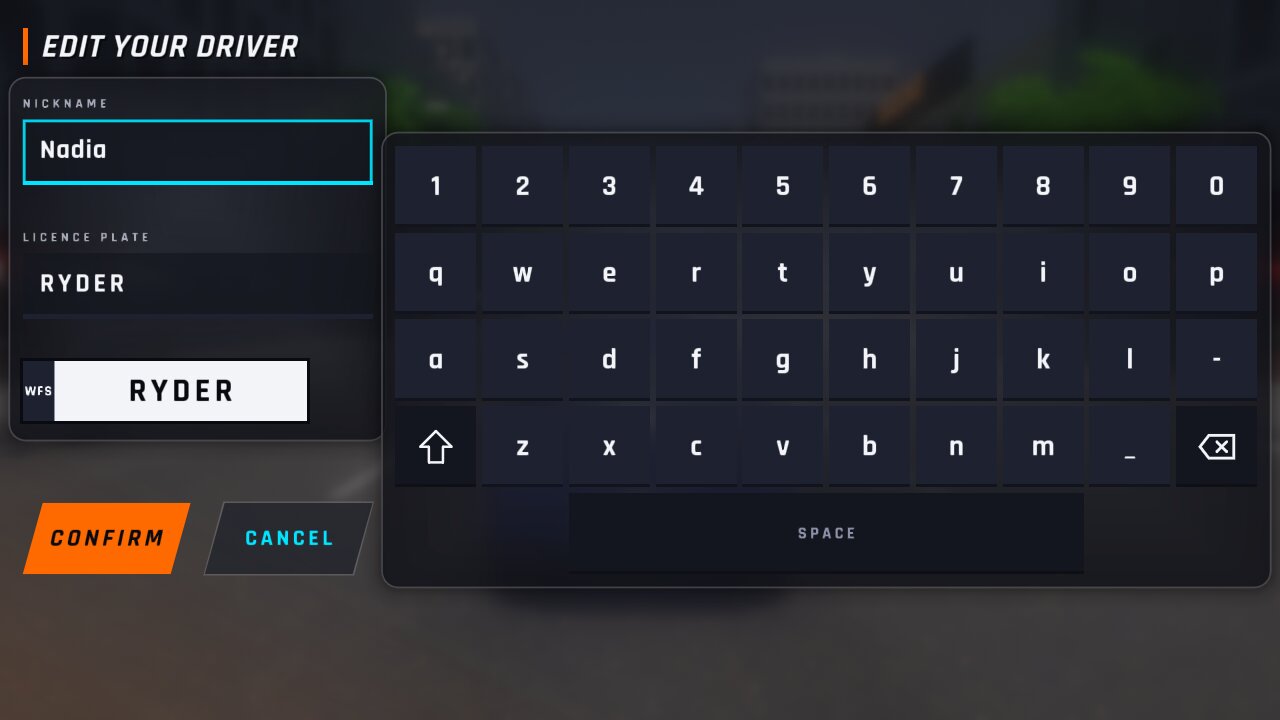 EDIT YOUR DRIVER
NICKNAME
Nadia
LICENCE PLATE
RYDER
WFS RYDER
CONFIRM CANCEL
1 2 3 4 5 6 7 8 9 0
q w e r t y u i o p
a s d f g h j k l -
z x c v b n m _
SPACE